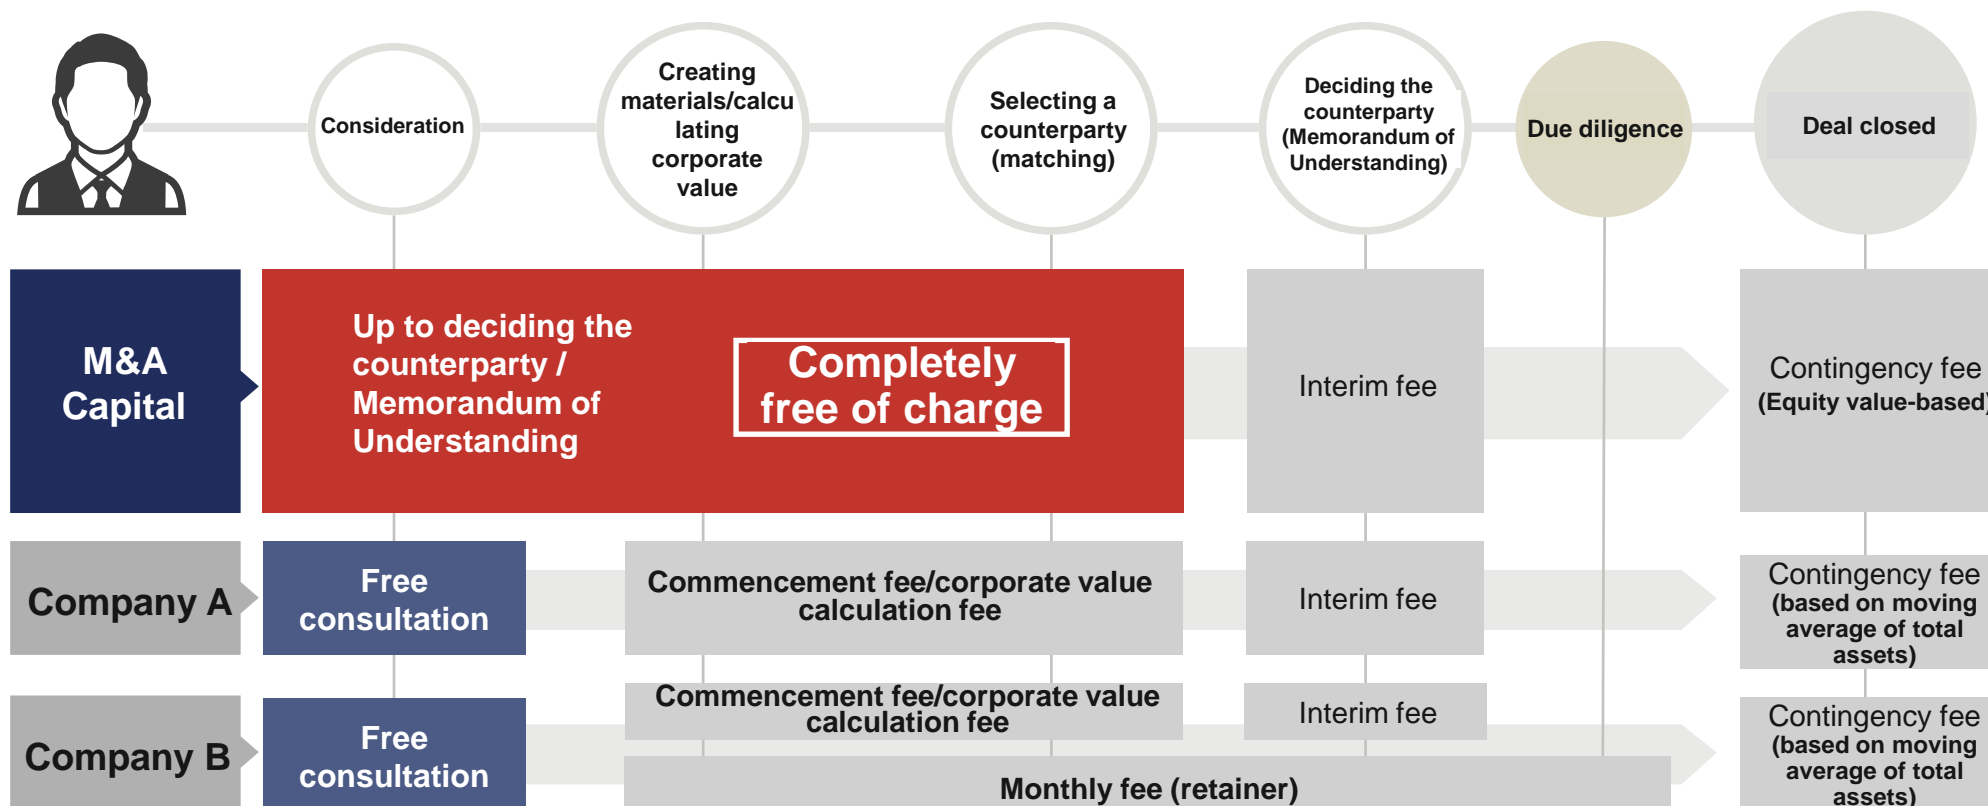 Consideration
Creating
materials/calcu
lating
corporate
value
Selecting a
counterparty
(matching)
Deciding the
counterparty
(Memorandum of
Understanding)
Due diligence
Deal closed
M&A
Capital
Up to deciding the
counterparty /
Memorandum of
Understanding
Completely
free of charge
Interim fee
Contingency fee
(Equity value-based)
Company A
Free
consultation
Commencement fee/corporate value
calculation fee
Interim fee
Contingency fee
(based on moving
average of total
assets)
Company B
Free
consultation
Commencement fee/corporate value
calculation fee
Interim fee
Monthly fee (retainer)
Contingency fee
(based on moving
average of total
assets)